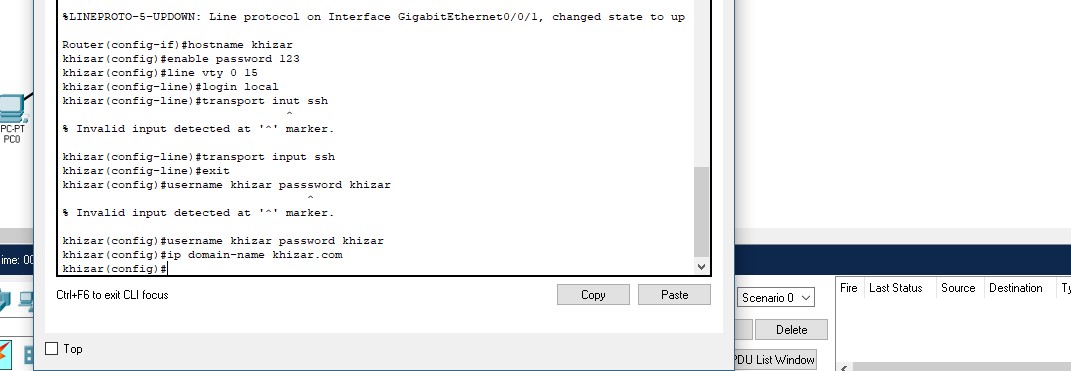 %LINEPROTO-5-UPDOWN: Line protocol on Interface GigabitEthernet0/0/1, changed state to up
Router(config-if)#hostname khizar
khizar(config)#enable password 123
khizar(config)#line vty 0 15
khizar(config-line)#login local
khizar(config-line)#transport inut ssh
^
% Invalid input detected at '^' marker.
khizar(config-line)#transport input ssh
khizar(config-line)#exit
khizar(config)#username khizar passsword khizar
^
% Invalid input detected at '^' marker.
khizar(config)#username khizar password khizar
khizar(config)#ip domain-name khizar.com
khizar(config)#
Ctrl+F6 to exit CLI focus
Copy
Paste
Top
PC-PT
PC0
ime: 00
Scenario 0
Delete
PDU List Window
Fire Last Status Source Destination Ty